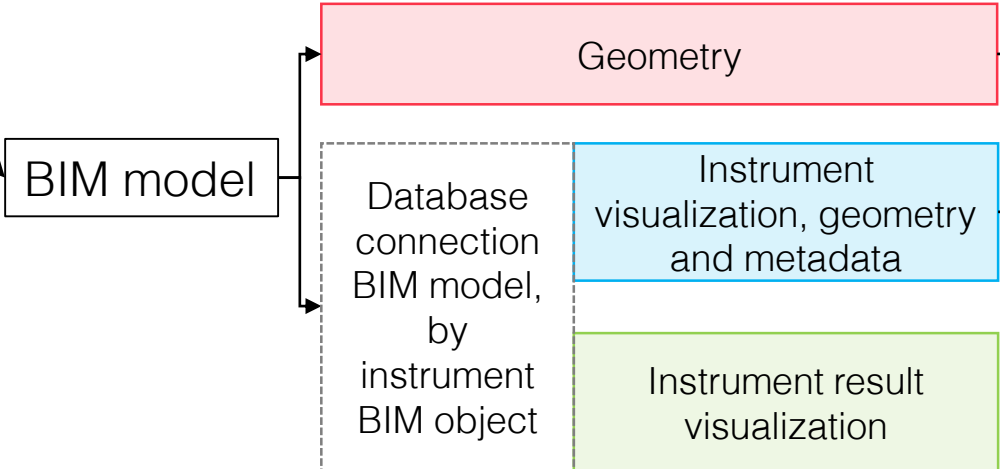 Geometry
BIM model
Database
connection
BIM model,
by
instrument
BIM object
Instrument
visualization, geometry
and metadata
Instrument result
visualization